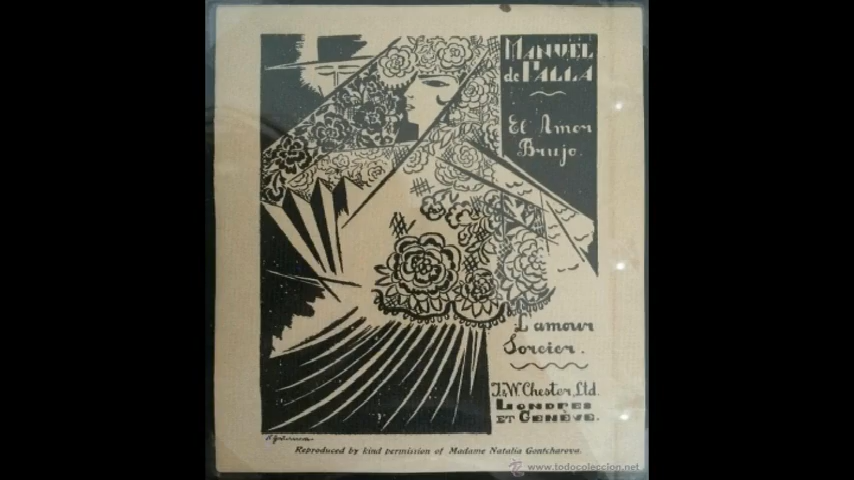 MANUEL
de FALLA
El Amor
Brujo.
L'amour
Sorcier.
J.&W. Chester, Ltd.
LONDRES
ET GENÈVE.
Reproduced by kind permission of Madame Natalia Gontchareva.
www.todocoleccion.net